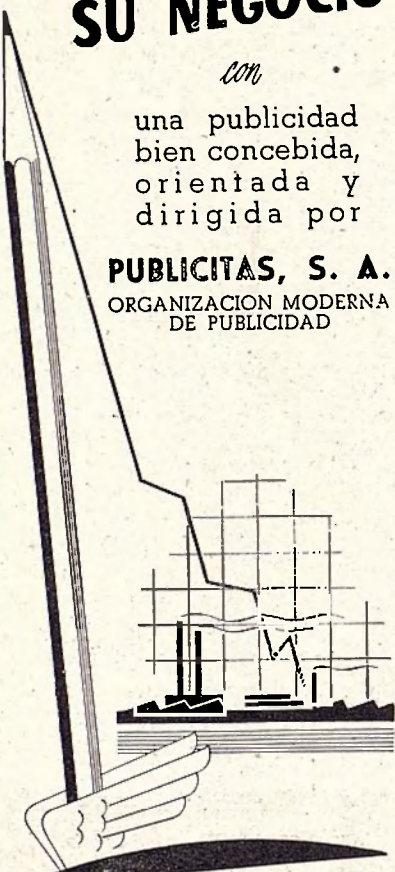 SU NEGOCIO
con
una publicidad
bien concebida,
orientada y
dirigida por
PUBLICITAS, S. A.
ORGANIZACION MODERNA
DE PUBLICIDAD